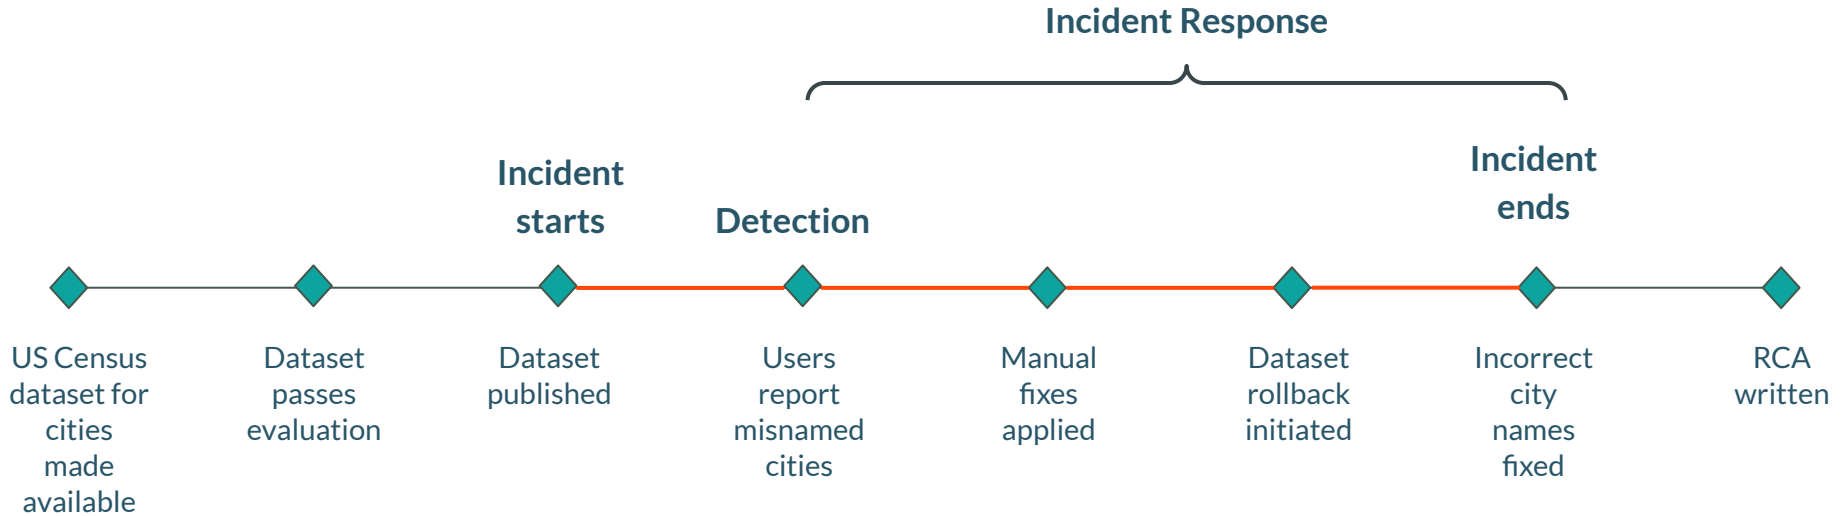 Incident Response
Incident
starts
Detection
Incident
ends
US Census
dataset for
cities
made
available
Dataset
passes
evaluation
Dataset
published
Users
report
misnamed
cities
Manual
fixes
applied
Dataset
rollback
initiated
Incorrect
city
names
fixed
RCA
written